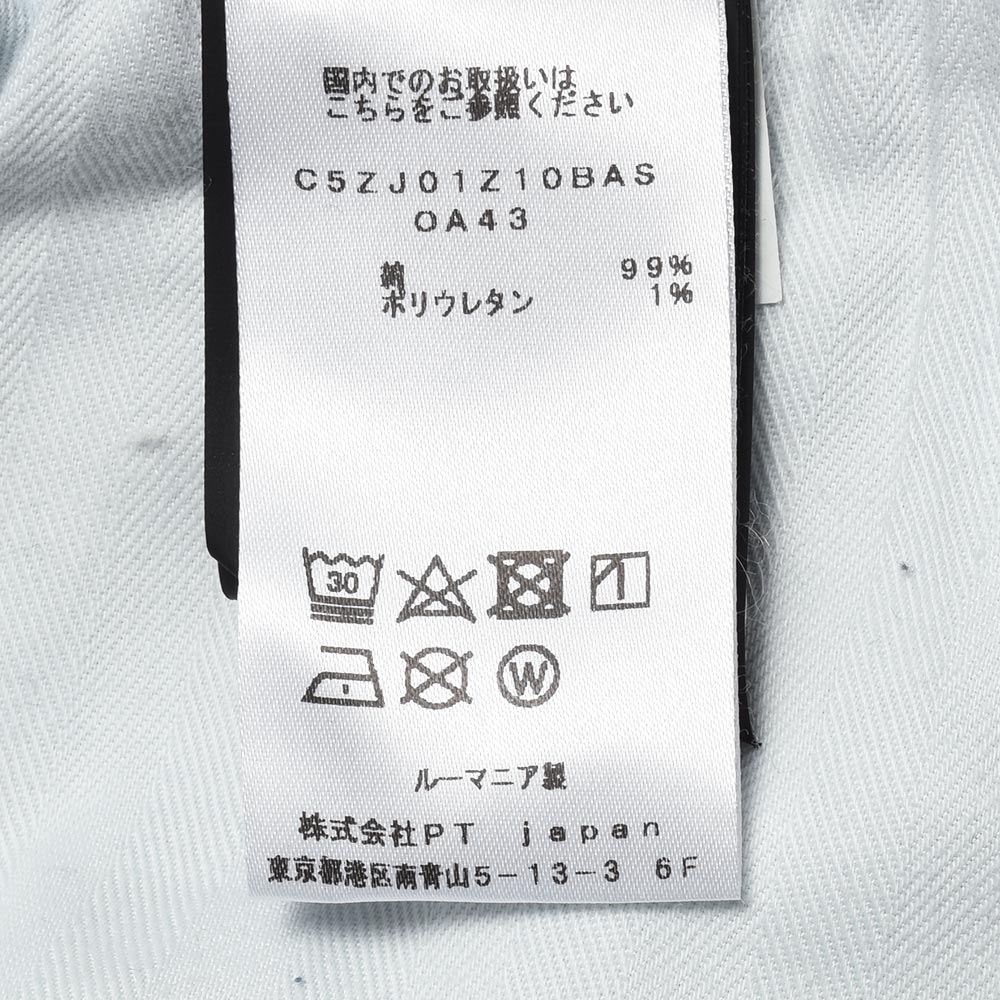 国内でのお取扱いは
こちらをご参照ください
C5ZJ01Z10BAS
OA43
綿 99%
ポリウレタン 1%
30
W
ルーマニア製
株式会社PT japan
東京都港区南青山5-13-3 6F